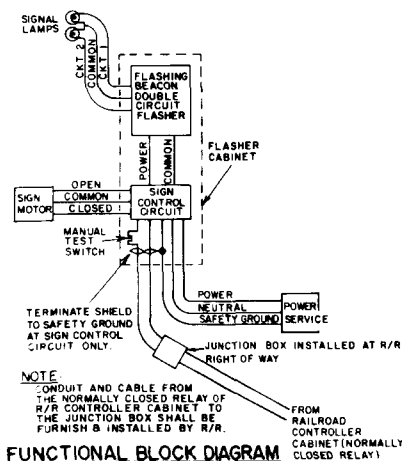 SIGNAL
LAMPS
CKT 2
COMMON
CKT 1
FLASHING
BEACON
DOUBLE
CIRCUIT
FLASHER
POWER
COMMON
FLASHER
CABINET
OPEN
COMMON
CLOSED
SIGN
MOTOR
SIGN
CONTROL
CIRCUIT
MANUAL
TEST
SWITCH
TERMINATE SHIELD
TO SAFETY GROUND
AT SIGN CONTROL
CIRCUIT ONLY.
POWER
NEUTRAL
SAFETY GROUND
POWER
SERVICE
JUNCTION BOX INSTALLED AT R/R
RIGHT OF WAY
NOTE:
CONDUIT AND CABLE FROM
THE NORMALLY CLOSED RELAY OF
R/R CONTROLLER CABINET TO
THE JUNCTION BOX SHALL BE
FURNISH & INSTALLED BY R/R.
FROM
RAILROAD
CONTROLLER
CABINET (NORMALLY
CLOSED RELAY)
FUNCTIONAL BLOCK DIAGRAM